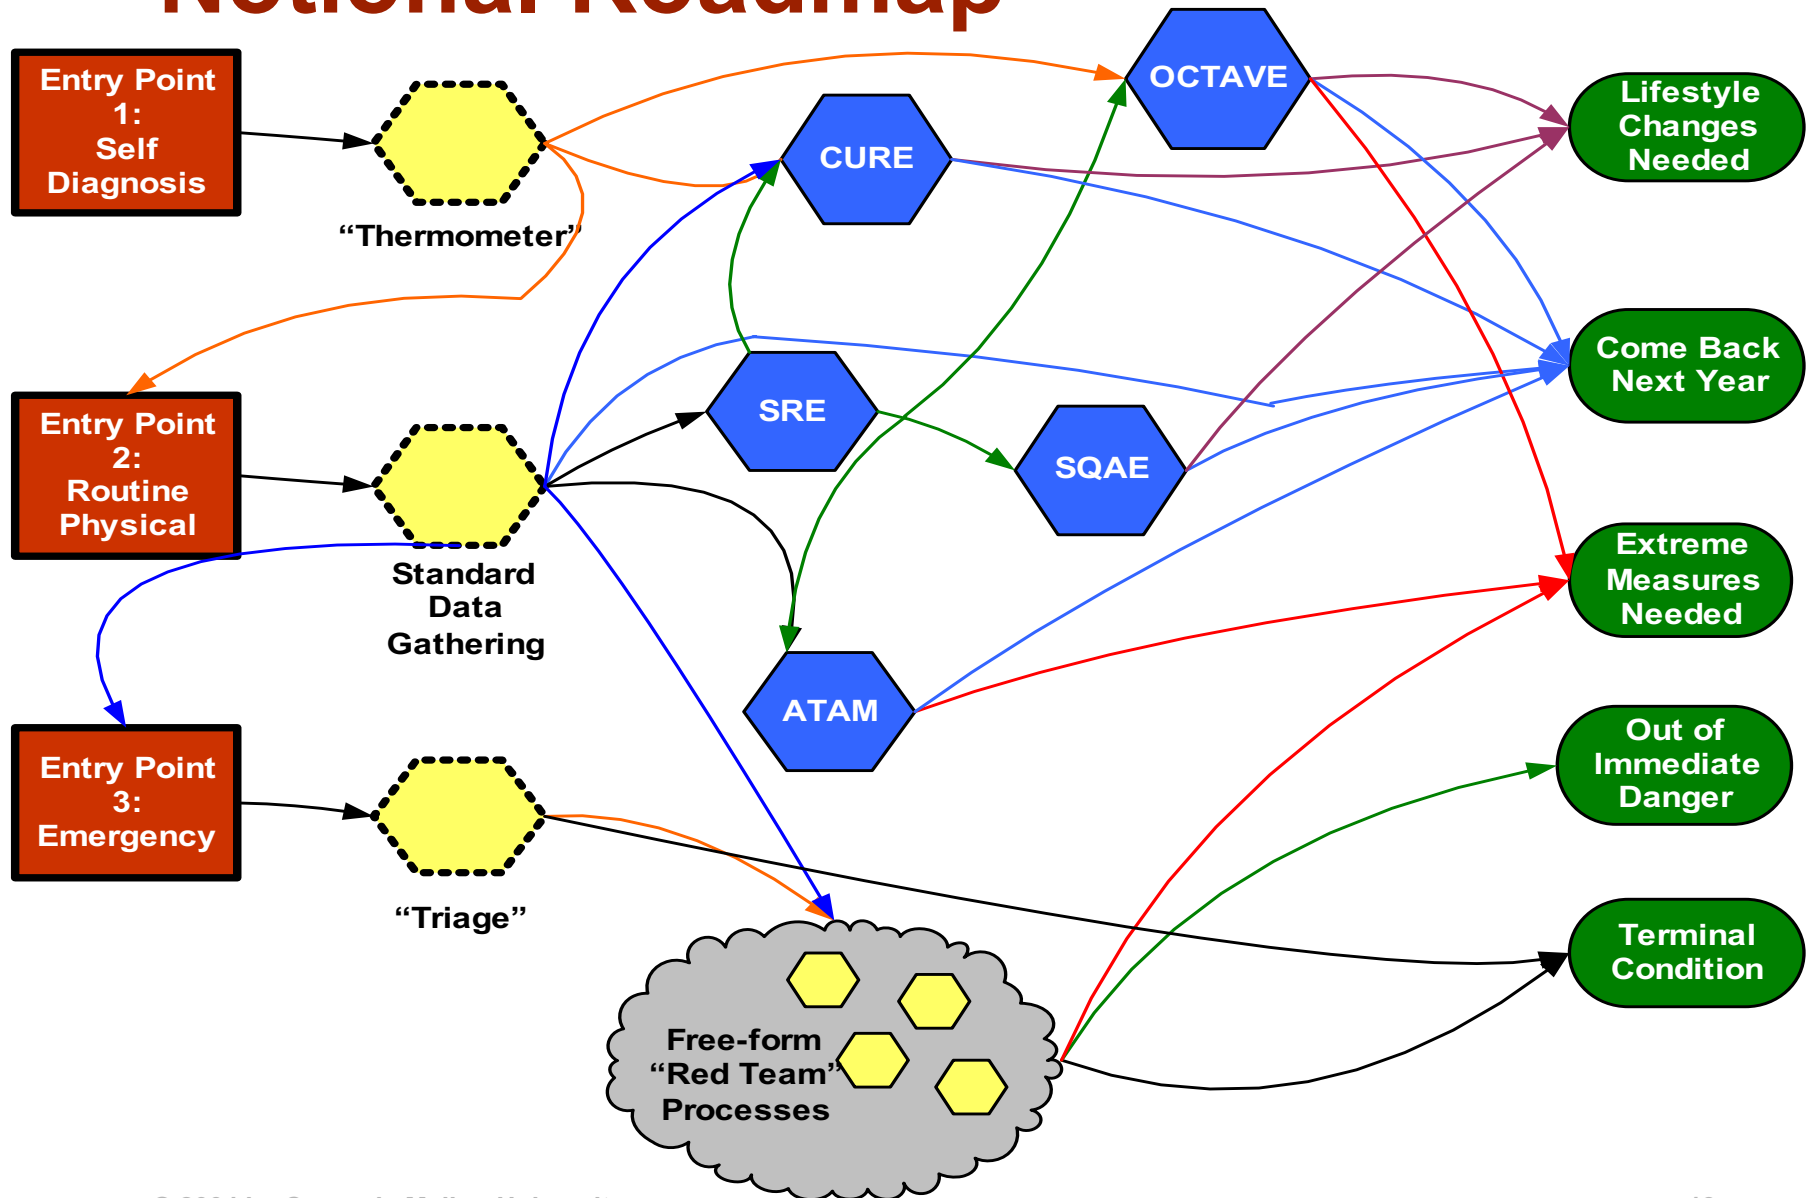 Notional Roadmap
Entry Point
1:
Self
Diagnosis
“Thermometer”
OCTAVE
CURE
Lifestyle
Changes
Needed
Entry Point
2:
Routine
Physical
Standard
Data
Gathering
SRE
SQAE
Come Back
Next Year
Extreme
Measures
Needed
ATAM
Entry Point
3:
Emergency
“Triage”
Out of
Immediate
Danger
Terminal
Condition
Free-form
“Red Team”
Processes